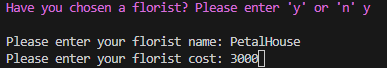 Have you chosen a florist? Please enter 'y' or 'n' y
Please enter your florist name: PetalHouse
Please enter your florist cost: 3000